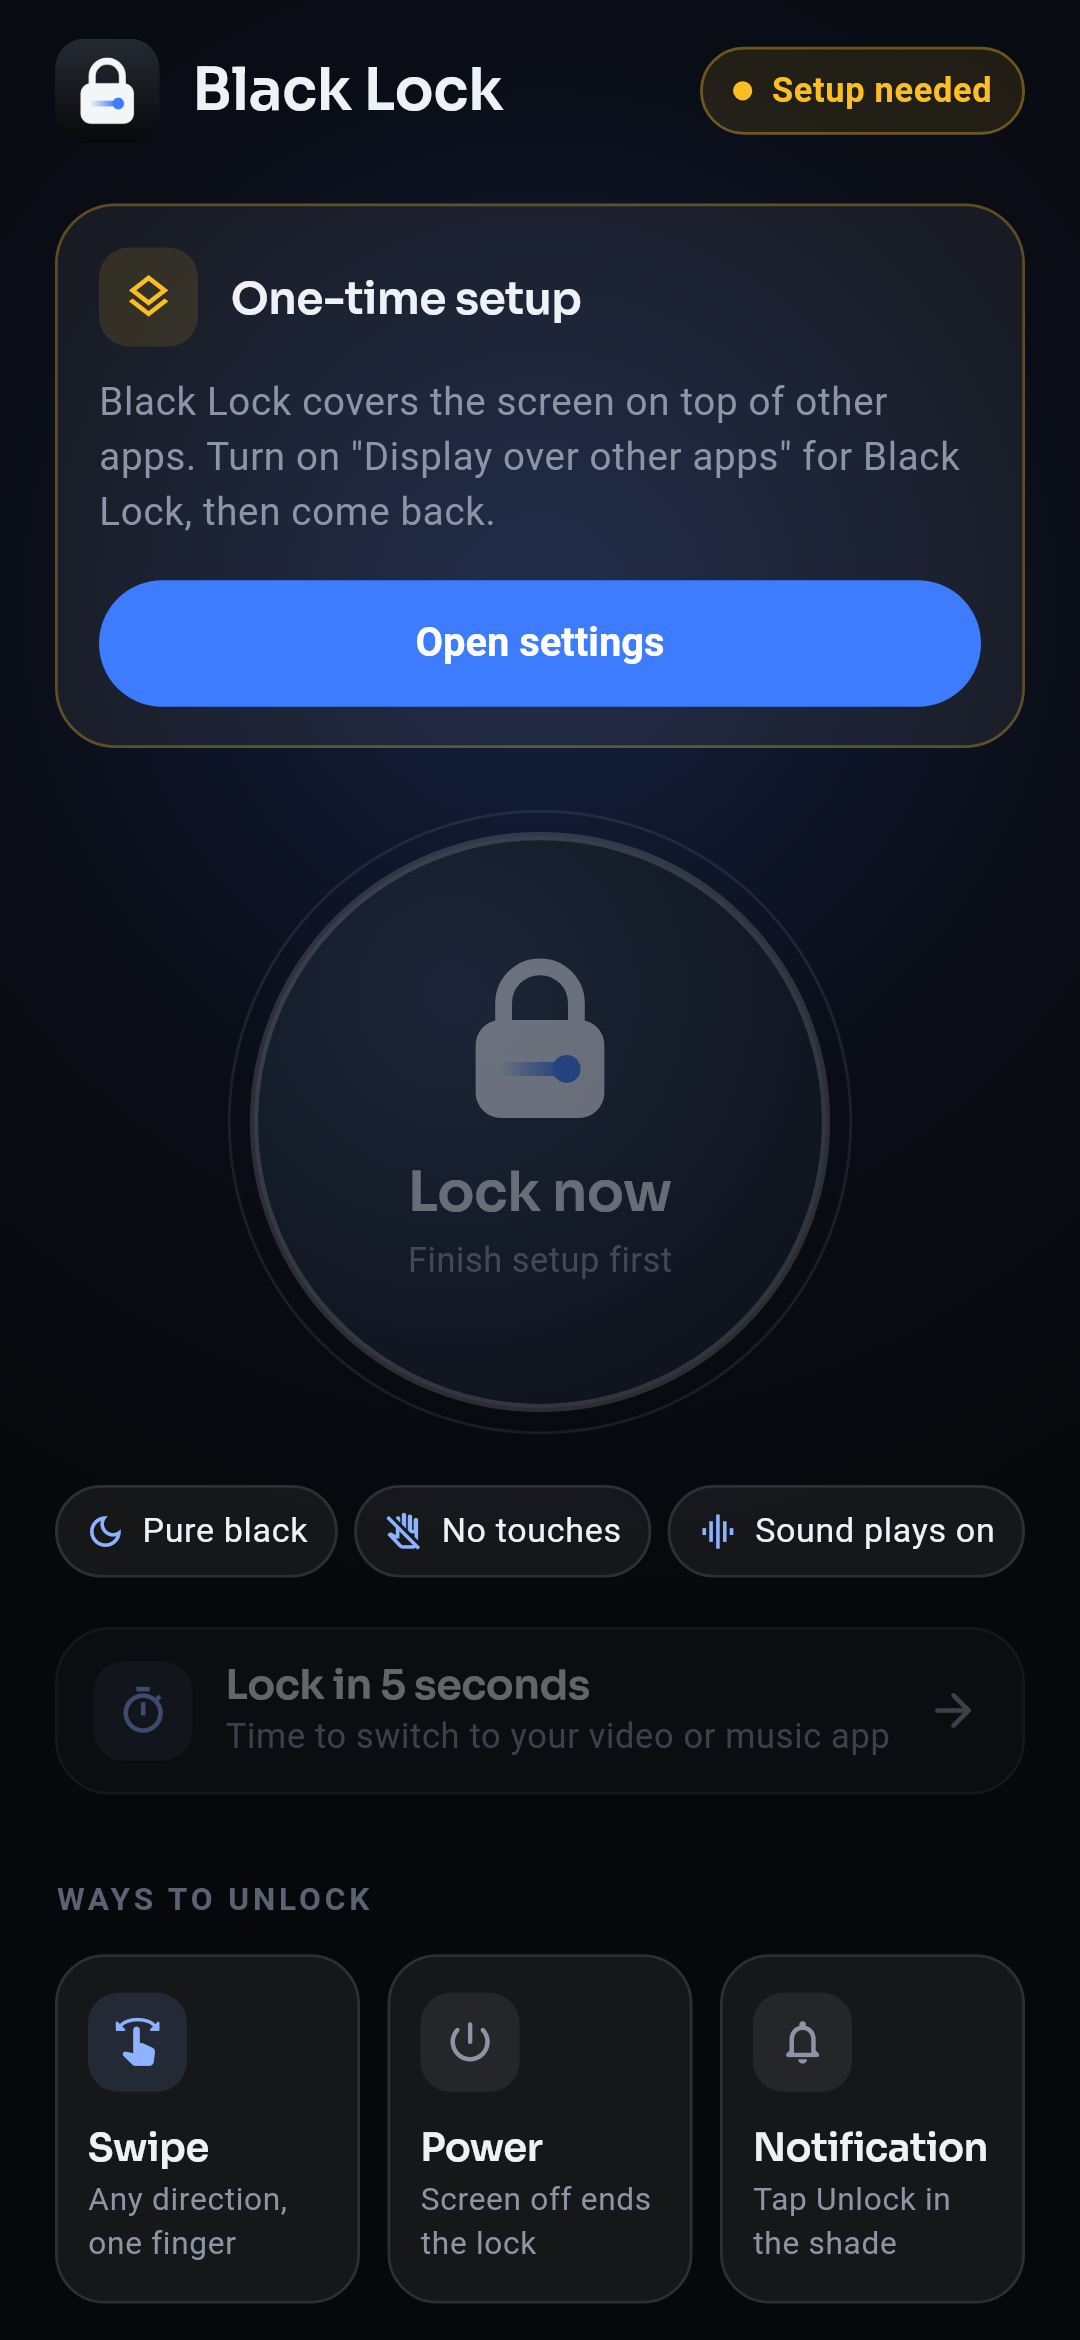 Black Lock
Setup needed
One-time setup
Black Lock covers the screen on top of other
apps. Turn on "Display over other apps" for Black
Lock, then come back.
Open settings
Lock now
Finish setup first
Pure black
No touches
Sound plays on
Lock in 5 seconds
Time to switch to your video or music app
WAYS TO UNLOCK
Swipe
Any direction,
one finger
Power
Screen off ends
the lock
Notification
Tap Unlock in
the shade